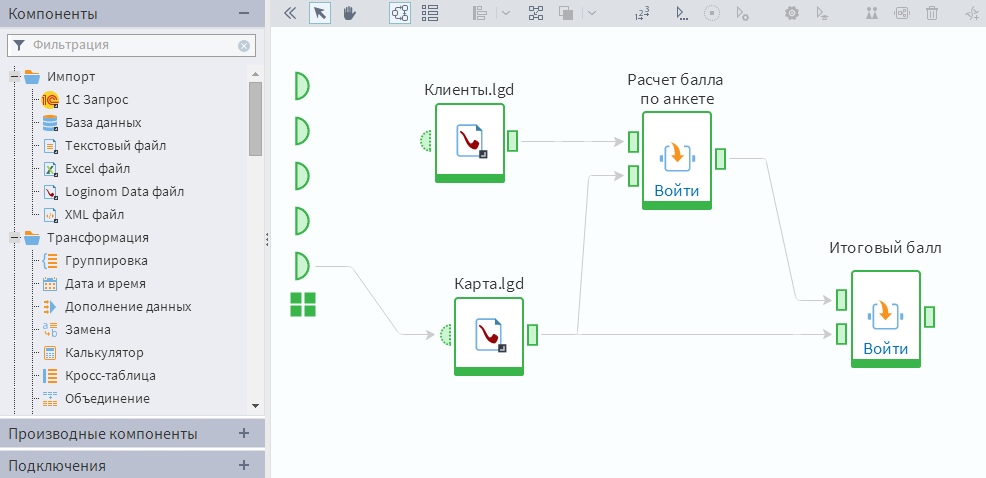 Компоненты
Фильтрация
Импорт
1С Запрос
База данных
Текстовый файл
Excel файл
Loginom Data файл
XML файл
Трансформация
Группировка
Дата и время
Дополнение данных
Замена
Калькулятор
Кросс-таблица
Объединение
Производные компоненты
Подключения
Клиенты.lgd
Расчет балла
по анкете
Войти
Карта.lgd
Итоговый балл
Войти